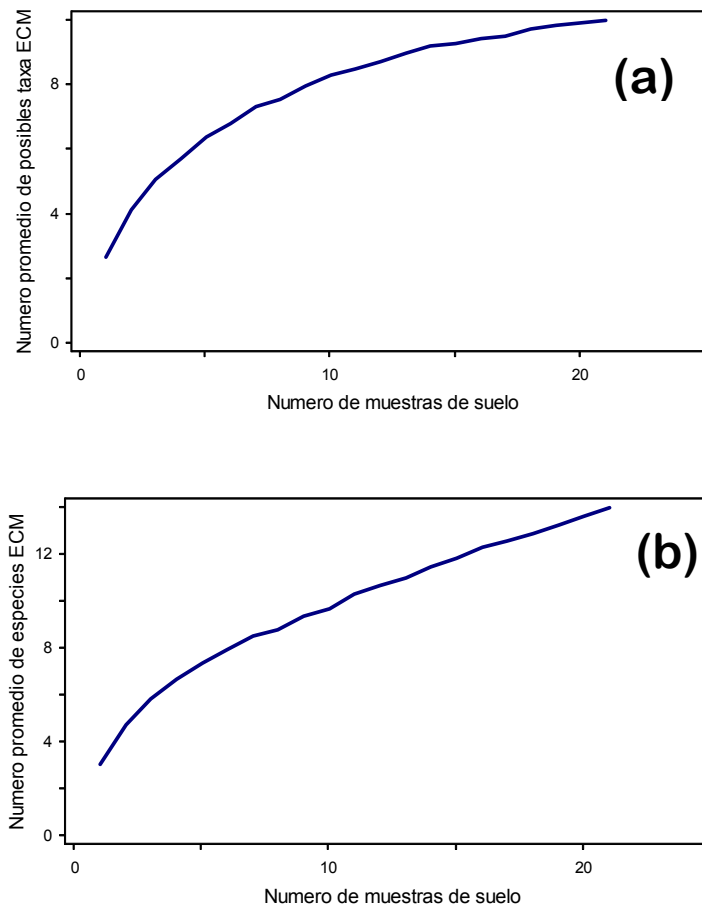 Numero promedio de posibles taxa ECM
8
4
0
(a)
0
10
20
Numero de muestras de suelo
Numero promedio de especies ECM
12
8
4
0
(b)
0
10
20
Numero de muestras de suelo